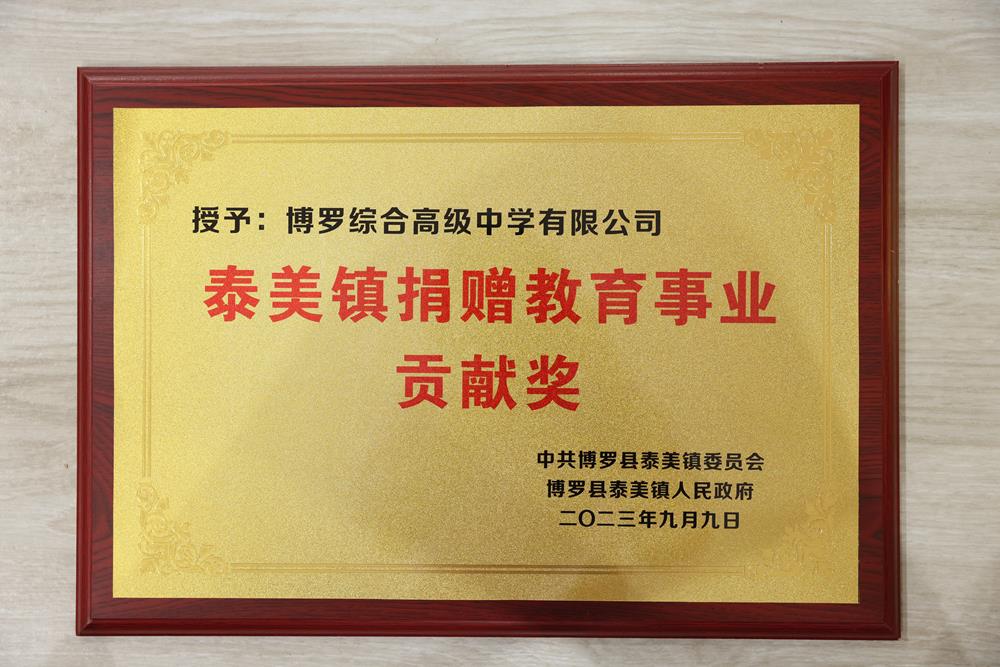 授予：博罗综合高级中学有限公司
泰美镇捐赠教育事业
贡献奖
中共博罗县泰美镇委员会
博罗县泰美镇人民政府
二〇二三年九月九日